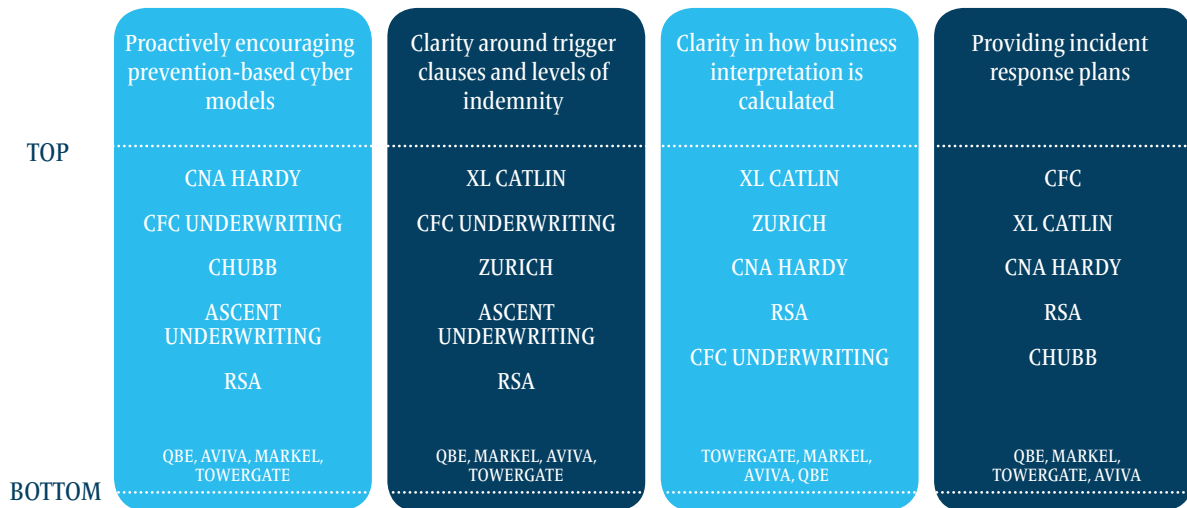 Proactively encouraging
prevention-based cyber
models
Clarity around trigger
clauses and levels of
indemnity
Clarity in how business
interpretation is
calculated
Providing incident
response plans
TOP
CNA HARDY
CFC UNDERWRITING
CHUBB
ASCENT
UNDERWRITING
RSA
QBE, AVIVA, MARKEL,
TOWERGATE
XL CATLIN
CFC UNDERWRITING
ZURICH
ASCENT
UNDERWRITING
RSA
QBE, MARKEL, AVIVA,
TOWERGATE
XL CATLIN
ZURICH
CNA HARDY
RSA
CFC UNDERWRITING
TOWERGATE, MARKEL,
AVIVA, QBE
CFC
XL CATLIN
CNA HARDY
RSA
CHUBB
QBE, MARKEL,
TOWERGATE, AVIVA
BOTTOM